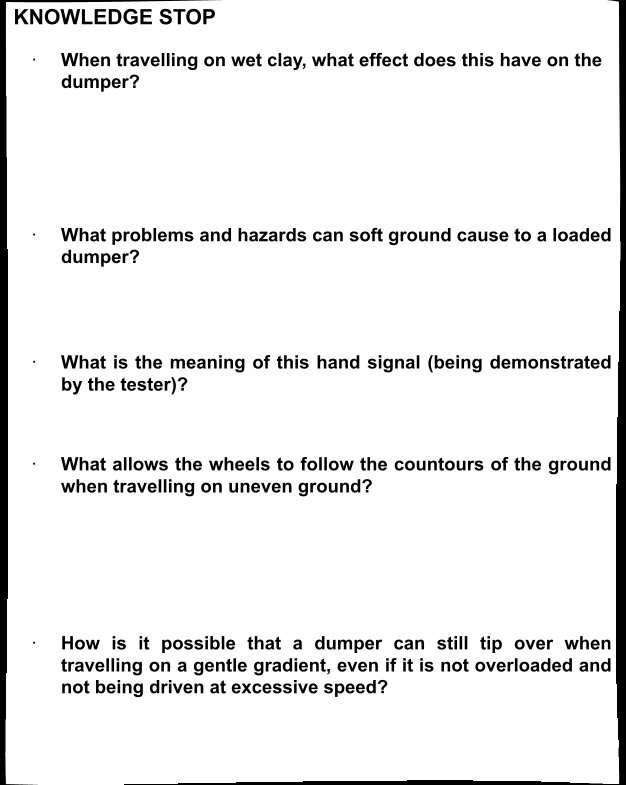 KNOWLEDGE STOP
· When travelling on wet clay, what effect does this have on the
dumper?
· What problems and hazards can soft ground cause to a loaded
dumper?
· What is the meaning of this hand signal (being demonstrated
by the tester)?
· What allows the wheels to follow the countours of the ground
when travelling on uneven ground?
· How is it possible that a dumper can still tip over when
travelling on a gentle gradient, even if it is not overloaded and
not being driven at excessive speed?